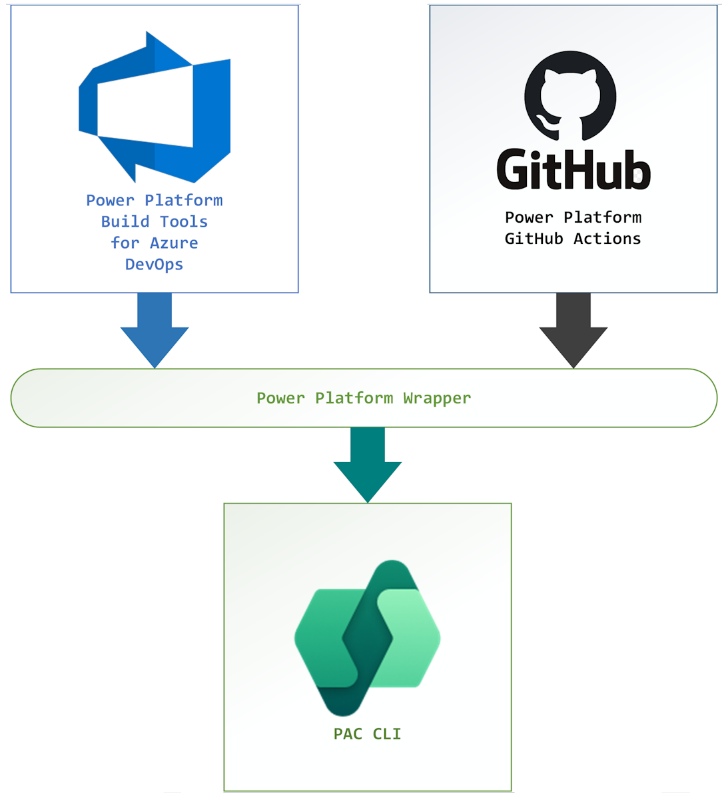 Power Platform
Build Tools
for Azure
DevOps
GitHub
Power Platform
GitHub Actions
Power Platform Wrapper
PAC CLI